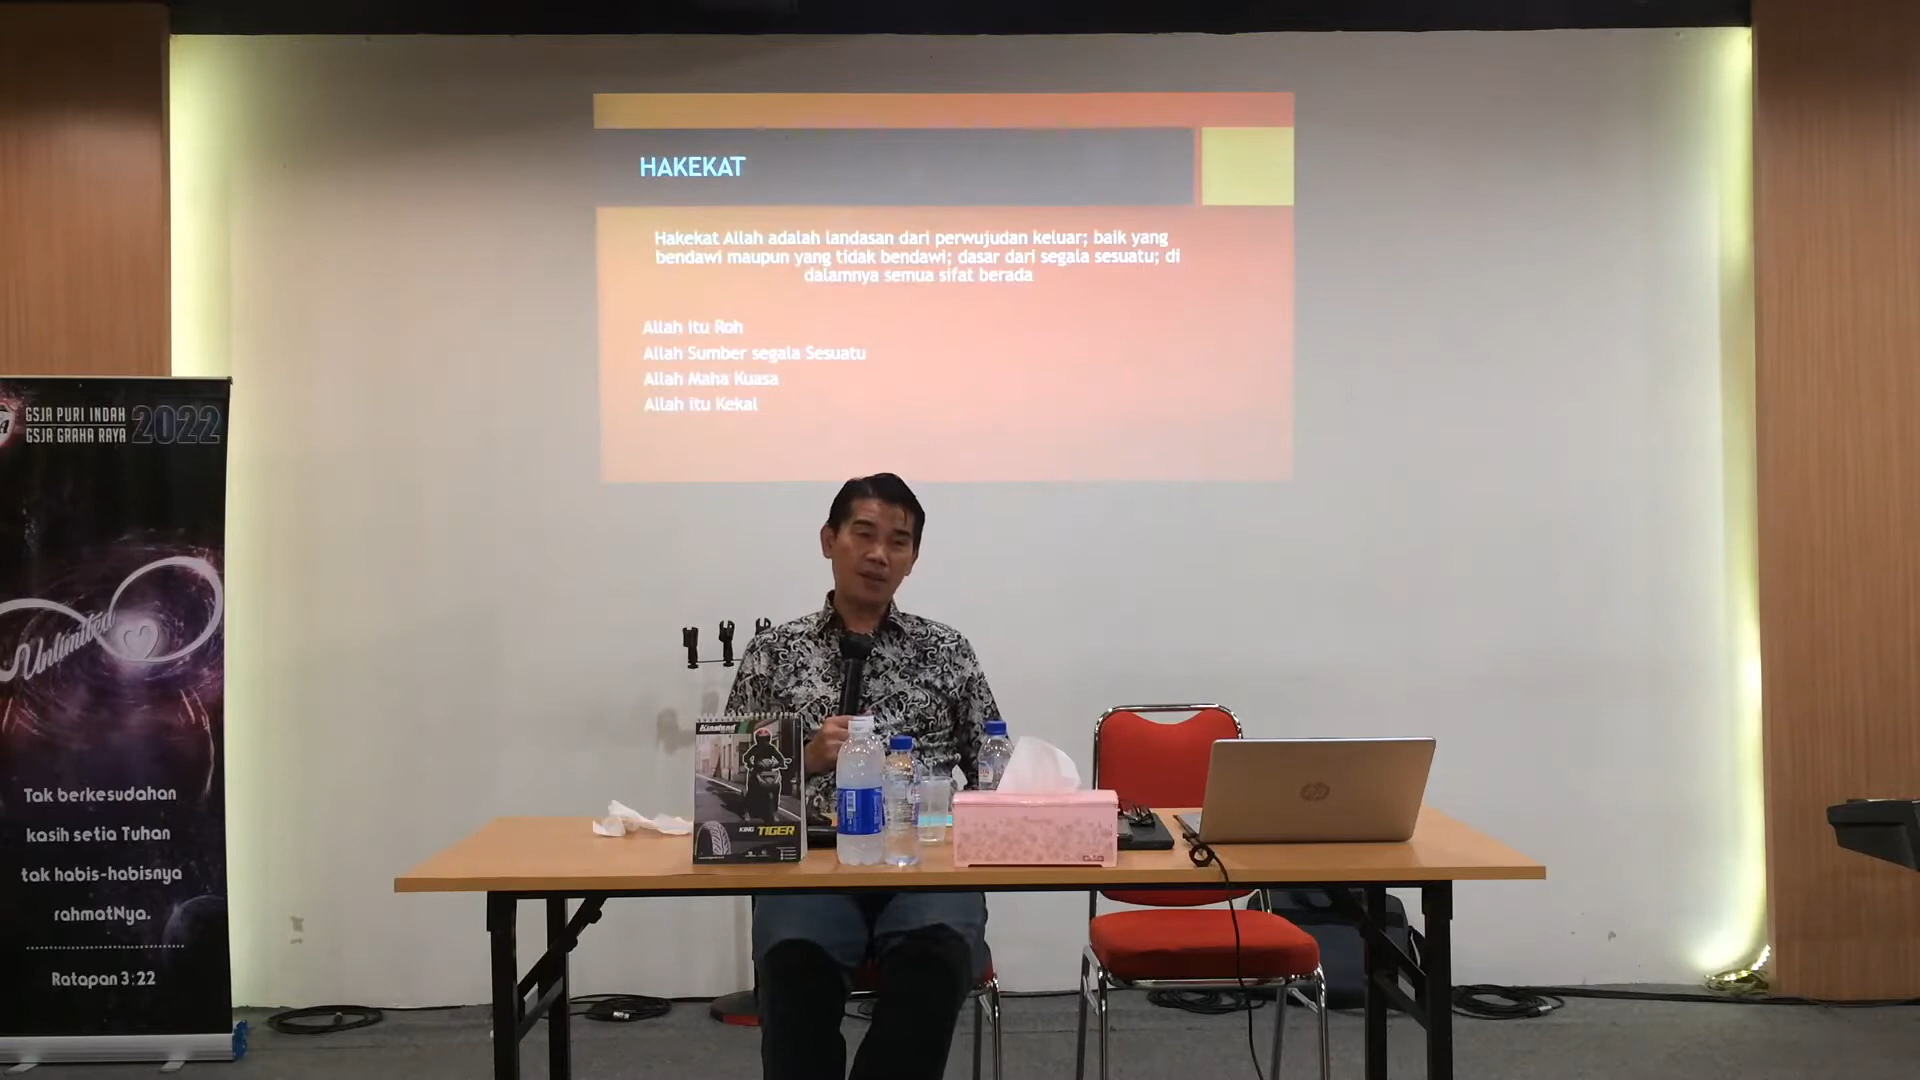 HAKEKAT
Hakekat Allah adalah landasan dari perwujudan keluar; baik yang
bendawi maupun yang tidak bendawi; dasar dari segala sesuatu; di
dalamnya semua sifat berada
Allah itu Roh
Allah Sumber segala Sesuatu
Allah Maha Kuasa
Allah itu Kekal
GSJA PURI INDAH
GSJA GRAHA RAYA
2022
Unlimited
Tak berkesudahan
kasih setia Tuhan
tak habis-habisnya
rahmatNya.
Ratapan 3:22
KING TIGER
hp